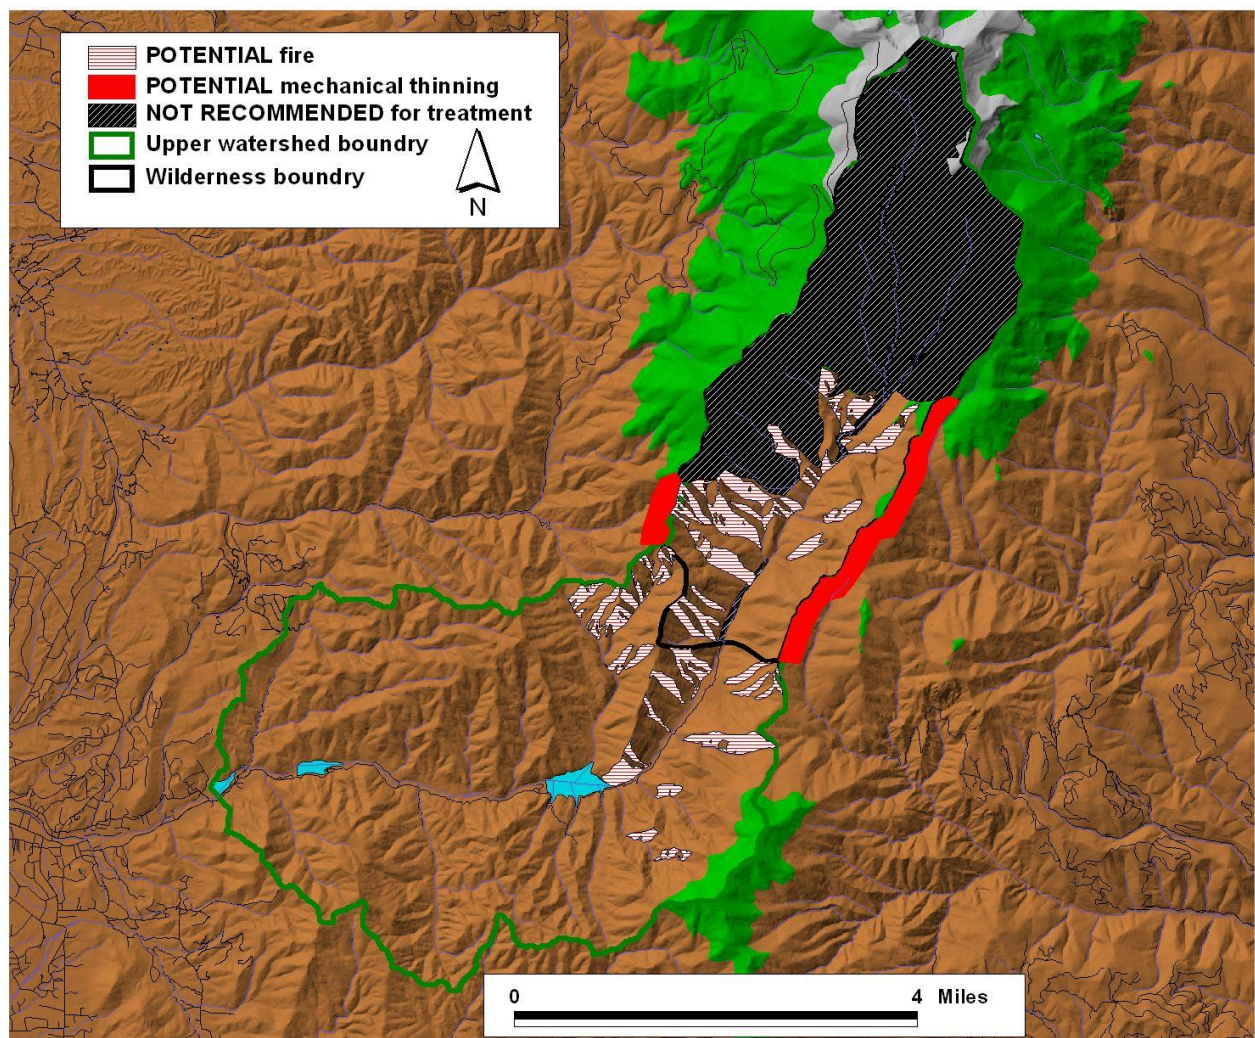 POTENTIAL fire
POTENTIAL mechanical thinning
NOT RECOMMENDED for treatment
Upper watershed boundry
Wilderness boundry
N
0 4 Miles